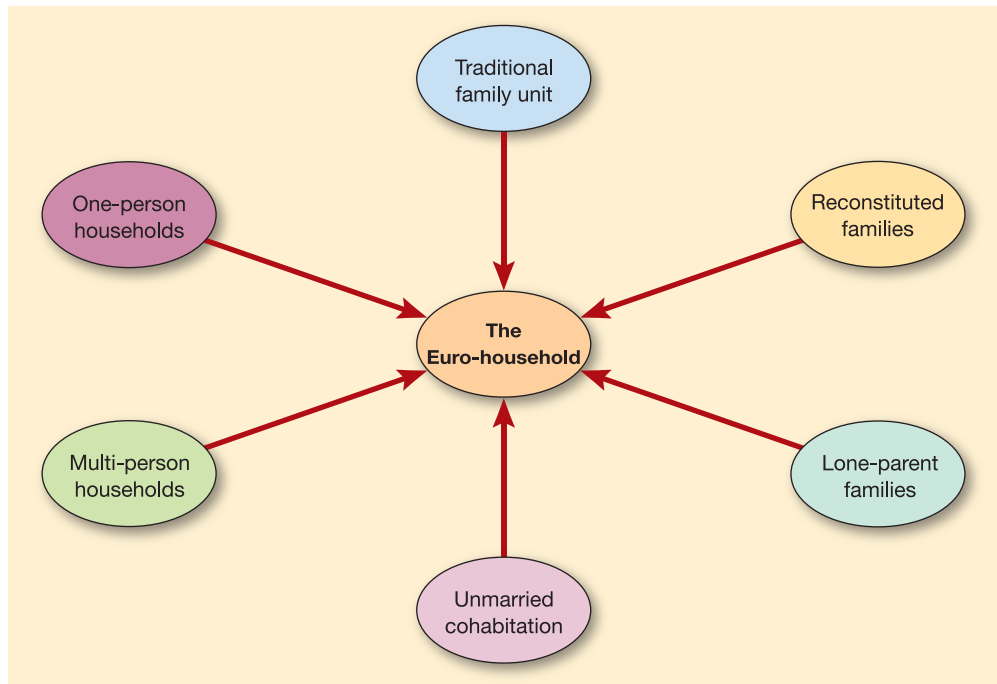 Traditional
family unit
One-person
households
Reconstituted
families
The
Euro-household
Multi-person
households
Lone-parent
families
Unmarried
cohabitation